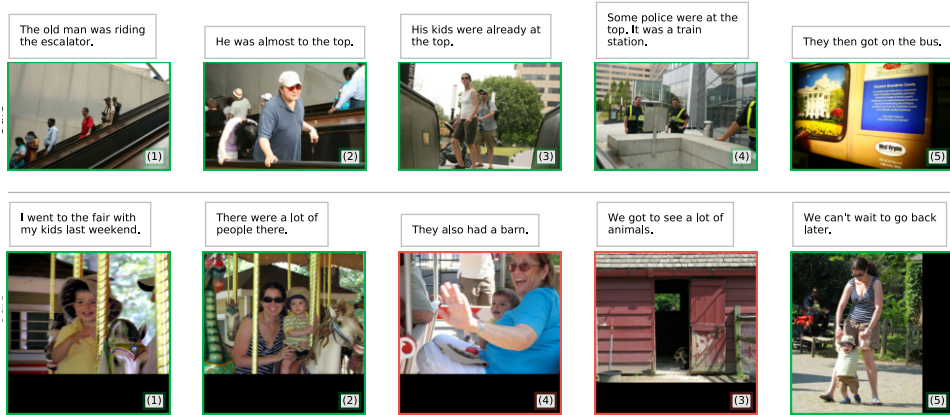 The old man was riding
the escalator.
He was almost to the top.
His kids were already at
the top.
Some police were at the
top. It was a train
station.
They then got on the bus.
(1)
(2)
(3)
(4)
West Virginia
(5)
I went to the fair with
my kids last weekend.
There were a lot of
people there.
They also had a barn.
We got to see a lot of
animals.
We can't wait to go back
later.
(1)
(2)
(4)
(3)
(5)